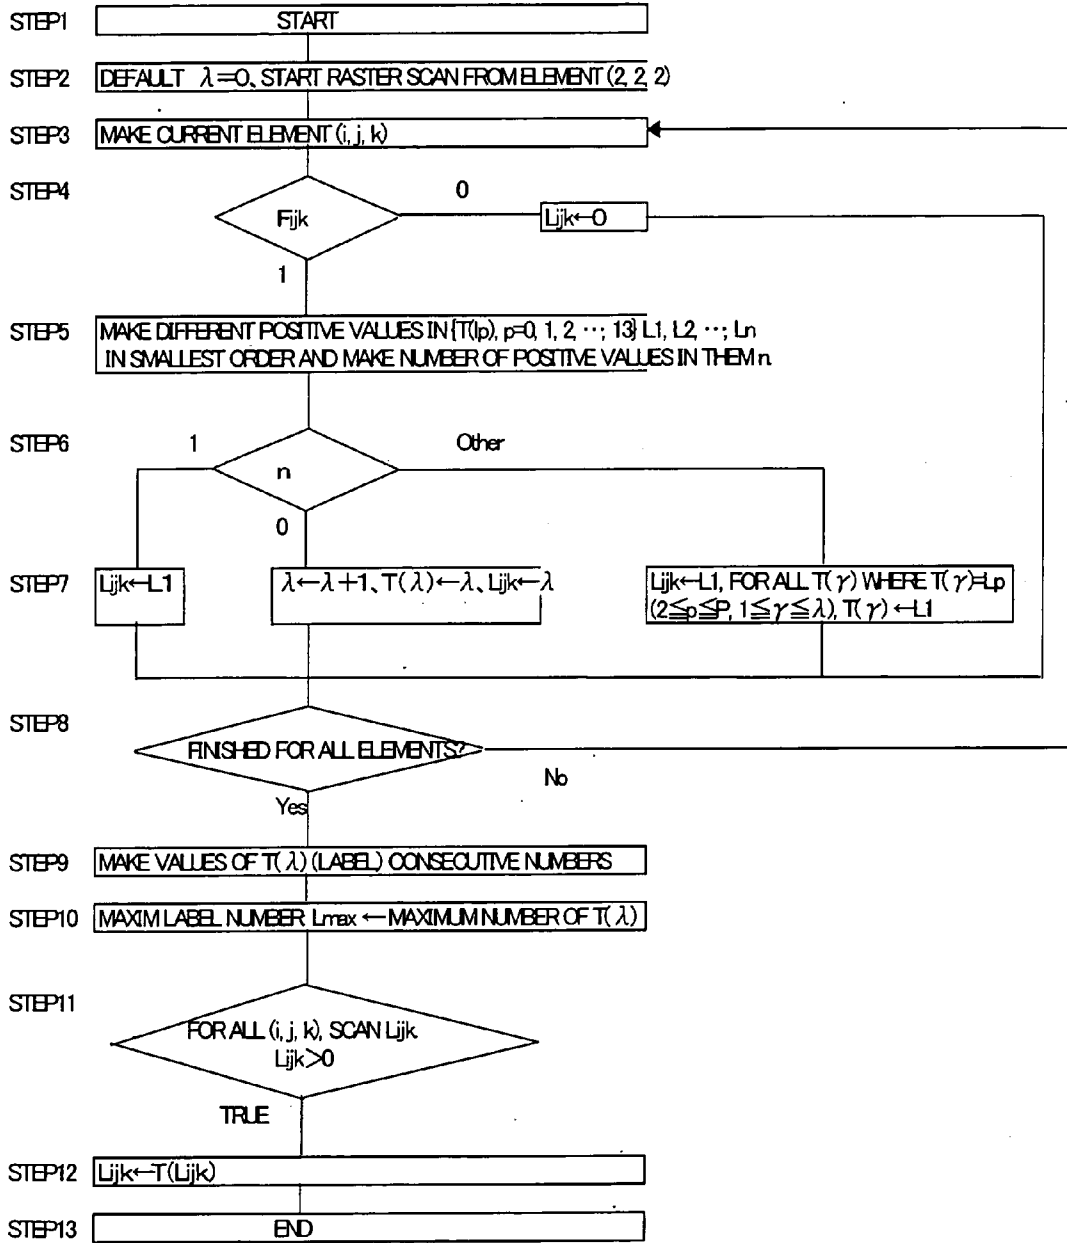 STEP1 START
STEP2 DEFAULT λ=0、START RASTER SCAN FROM ELEMENT (2, 2, 2)
STEP3 MAKE CURRENT ELEMENT (i, j, k)
STEP4
0
Fijk
Lijk←0
1
STEP5 MAKE DIFFERENT POSITIVE VALUES IN {T(lp), p=0, 1, 2, ···; 13} L1, L2, ···; Ln
IN SMALLEST ORDER AND MAKE NUMBER OF POSITIVE VALUES IN THEM n.
STEP6
1
Other
n
0
STEP7
Lijk←L1
λ←λ+1、T(λ)←λ、Lijk←λ
Lijk←L1, FOR ALL T(γ) WHERE T(γ)=Lp
(2≦p≦P, 1≦γ≦λ), T(γ)←L1
STEP8
FINISHED FOR ALL ELEMENTS?
No
Yes
STEP9 MAKE VALUES OF T(λ) (LABEL) CONSECUTIVE NUMBERS
STEP10 MAXIM LABEL NUMBER Lmax ← MAXIMUM NUMBER OF T(λ)
STEP11
FOR ALL (i, j, k), SCAN Lijk.
Lijk>0
TRUE
STEP12 Lijk←T(Lijk)
STEP13 END